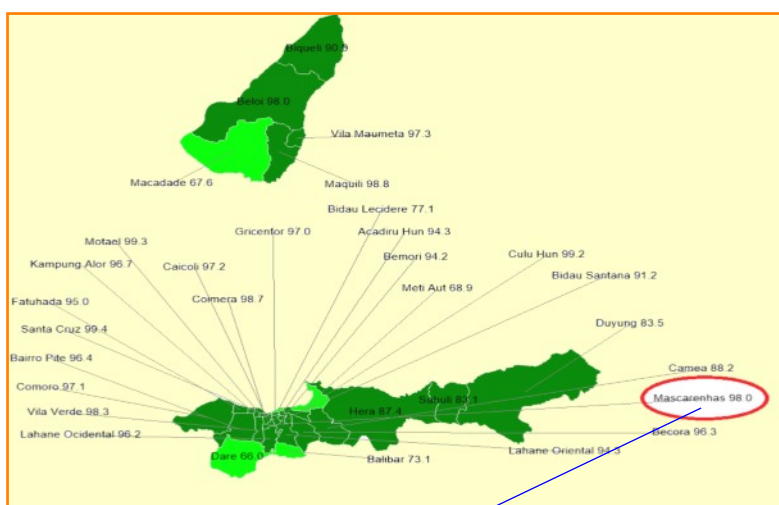 Biqueli 90.9
Beloi 98.0
Vila Maumeta 97.3
Macadade 67.6
Maquili 98.8
Bidau Lecidere 77.1
Gricentor 97.0
Acadiru Hun 94.3
Motael 99.3
Bemori 94.2
Culu Hun 99.2
Kampung Alor 96.7
Caicoli 97.2
Bidau Santana 91.2
Meti Aut 68.9
Fatuhada 95.0
Coimera 98.7
Duyung 83.5
Santa Cruz 99.4
Bairro Pite 96.4
Camea 88.2
Comoro 97.1
Sabuli 83.1
Mascarenhas 98.0
Vila Verde 98.3
Hera 87.4
Lahane Ocidental 96.2
Becora 96.3
Lahane Oriental 94.3
Dare 66.0
Balibar 73.1